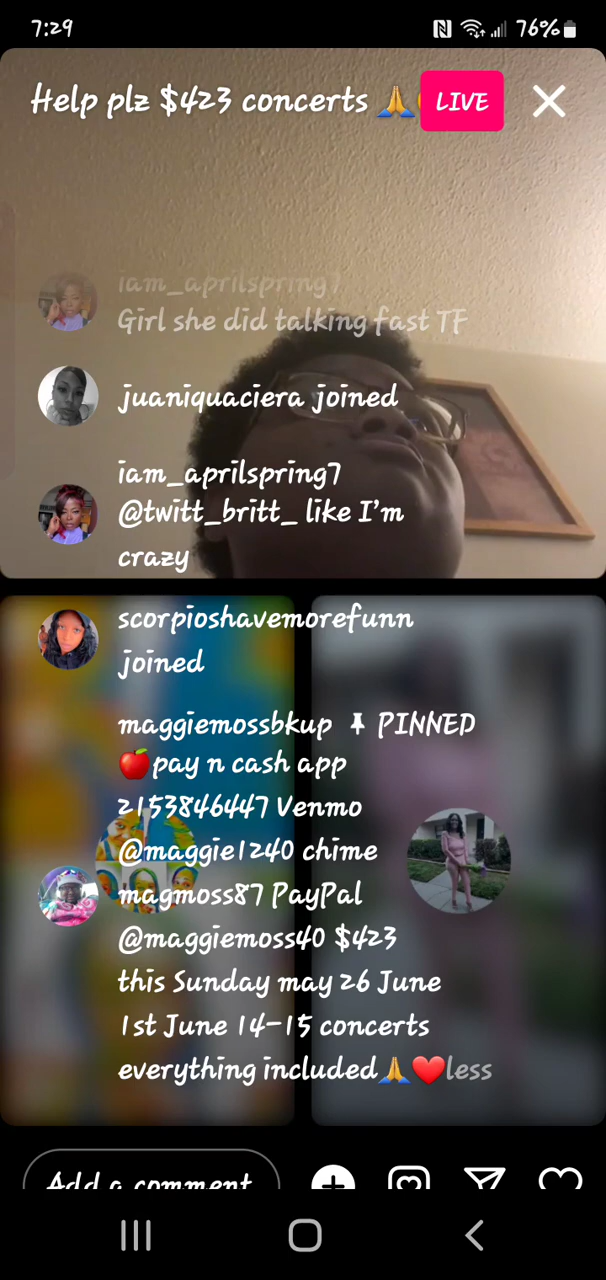 7:29 76%
Help plz $423 concerts 🙏 LIVE
iam_aprilspring7
Girl she did talking fast TF
juaniquaciera joined
iam_aprilspring7
@twitt_britt_ like I'm
crazy
scorpioshavemorefunn
joined
maggiemossbkup 📌 PINNED
🍎pay n cash app
2153846447 Venmo
@maggie1240 chime
magmoss87 PayPal
@maggiemoss40 $423
this Sunday may 26 June
1st June 14-15 concerts
everything included🙏❤️less
Add a comment